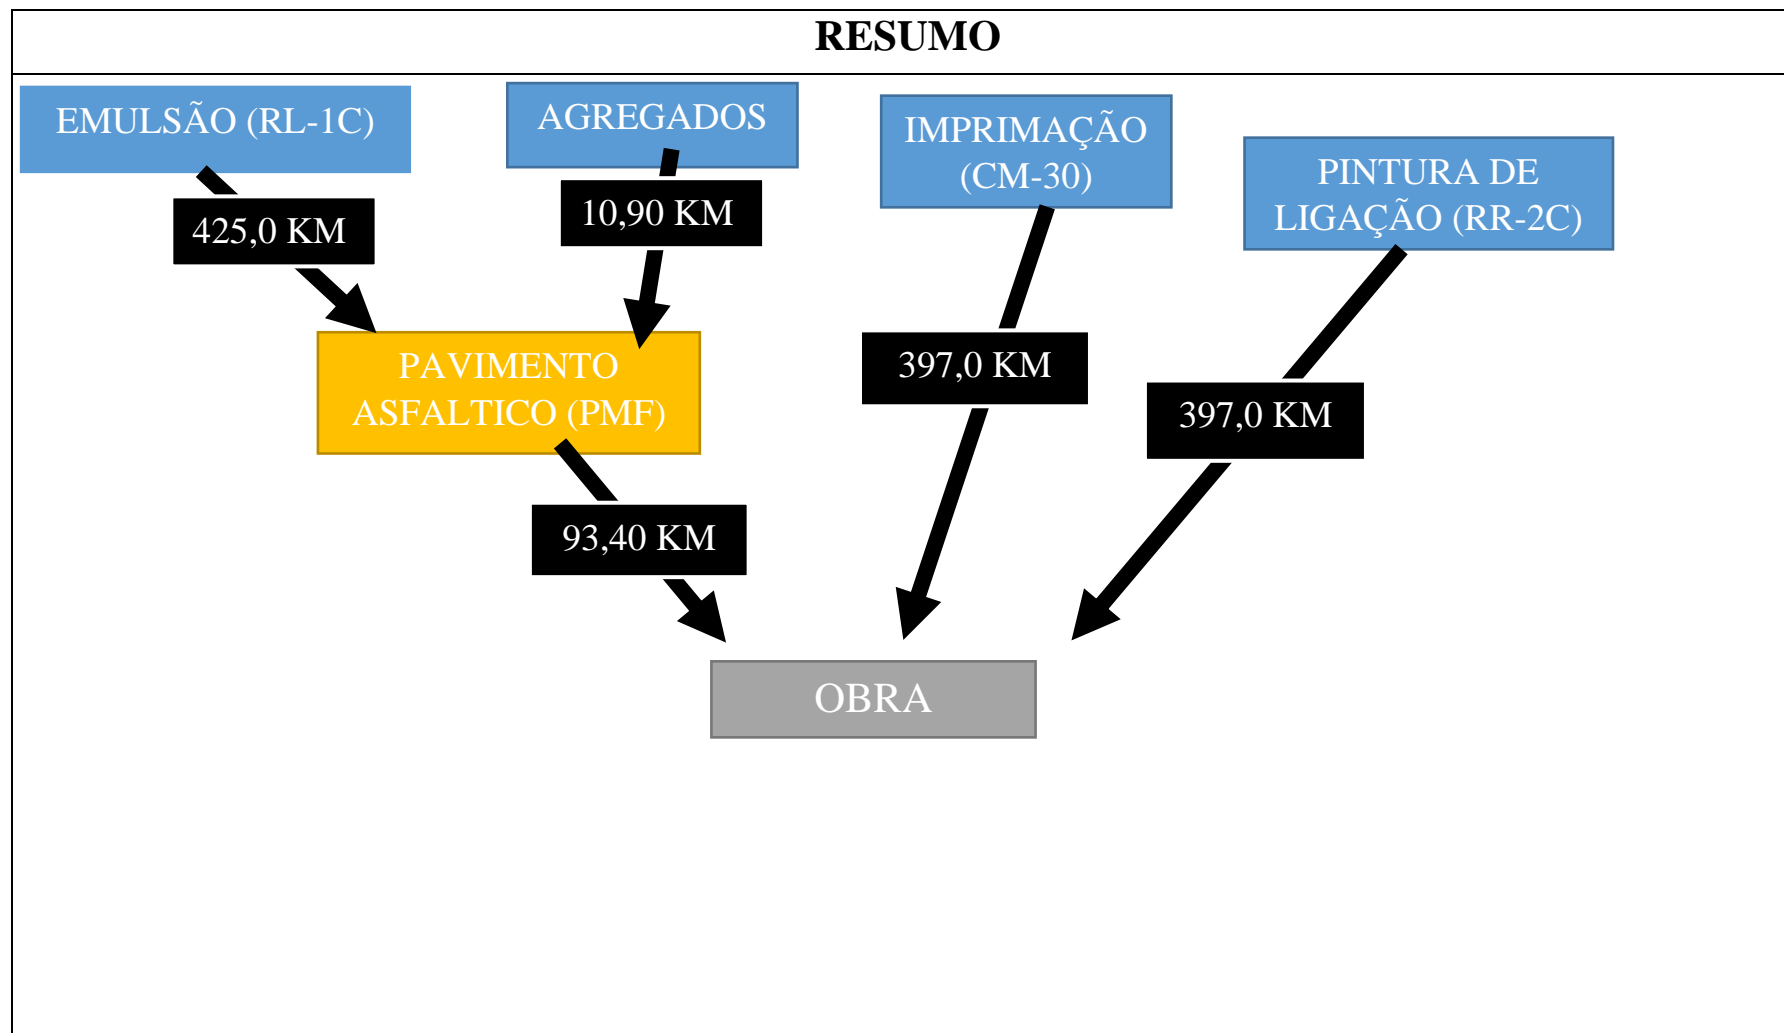 RESUMO
EMULSÃO (RL-1C)
AGREGADOS
IMPRIMAÇÃO
(CM-30)
PINTURA DE
LIGAÇÃO (RR-2C)
425,0 KM
10,90 KM
PAVIMENTO
ASFALTICO (PMF)
397,0 KM
397,0 KM
93,40 KM
OBRA